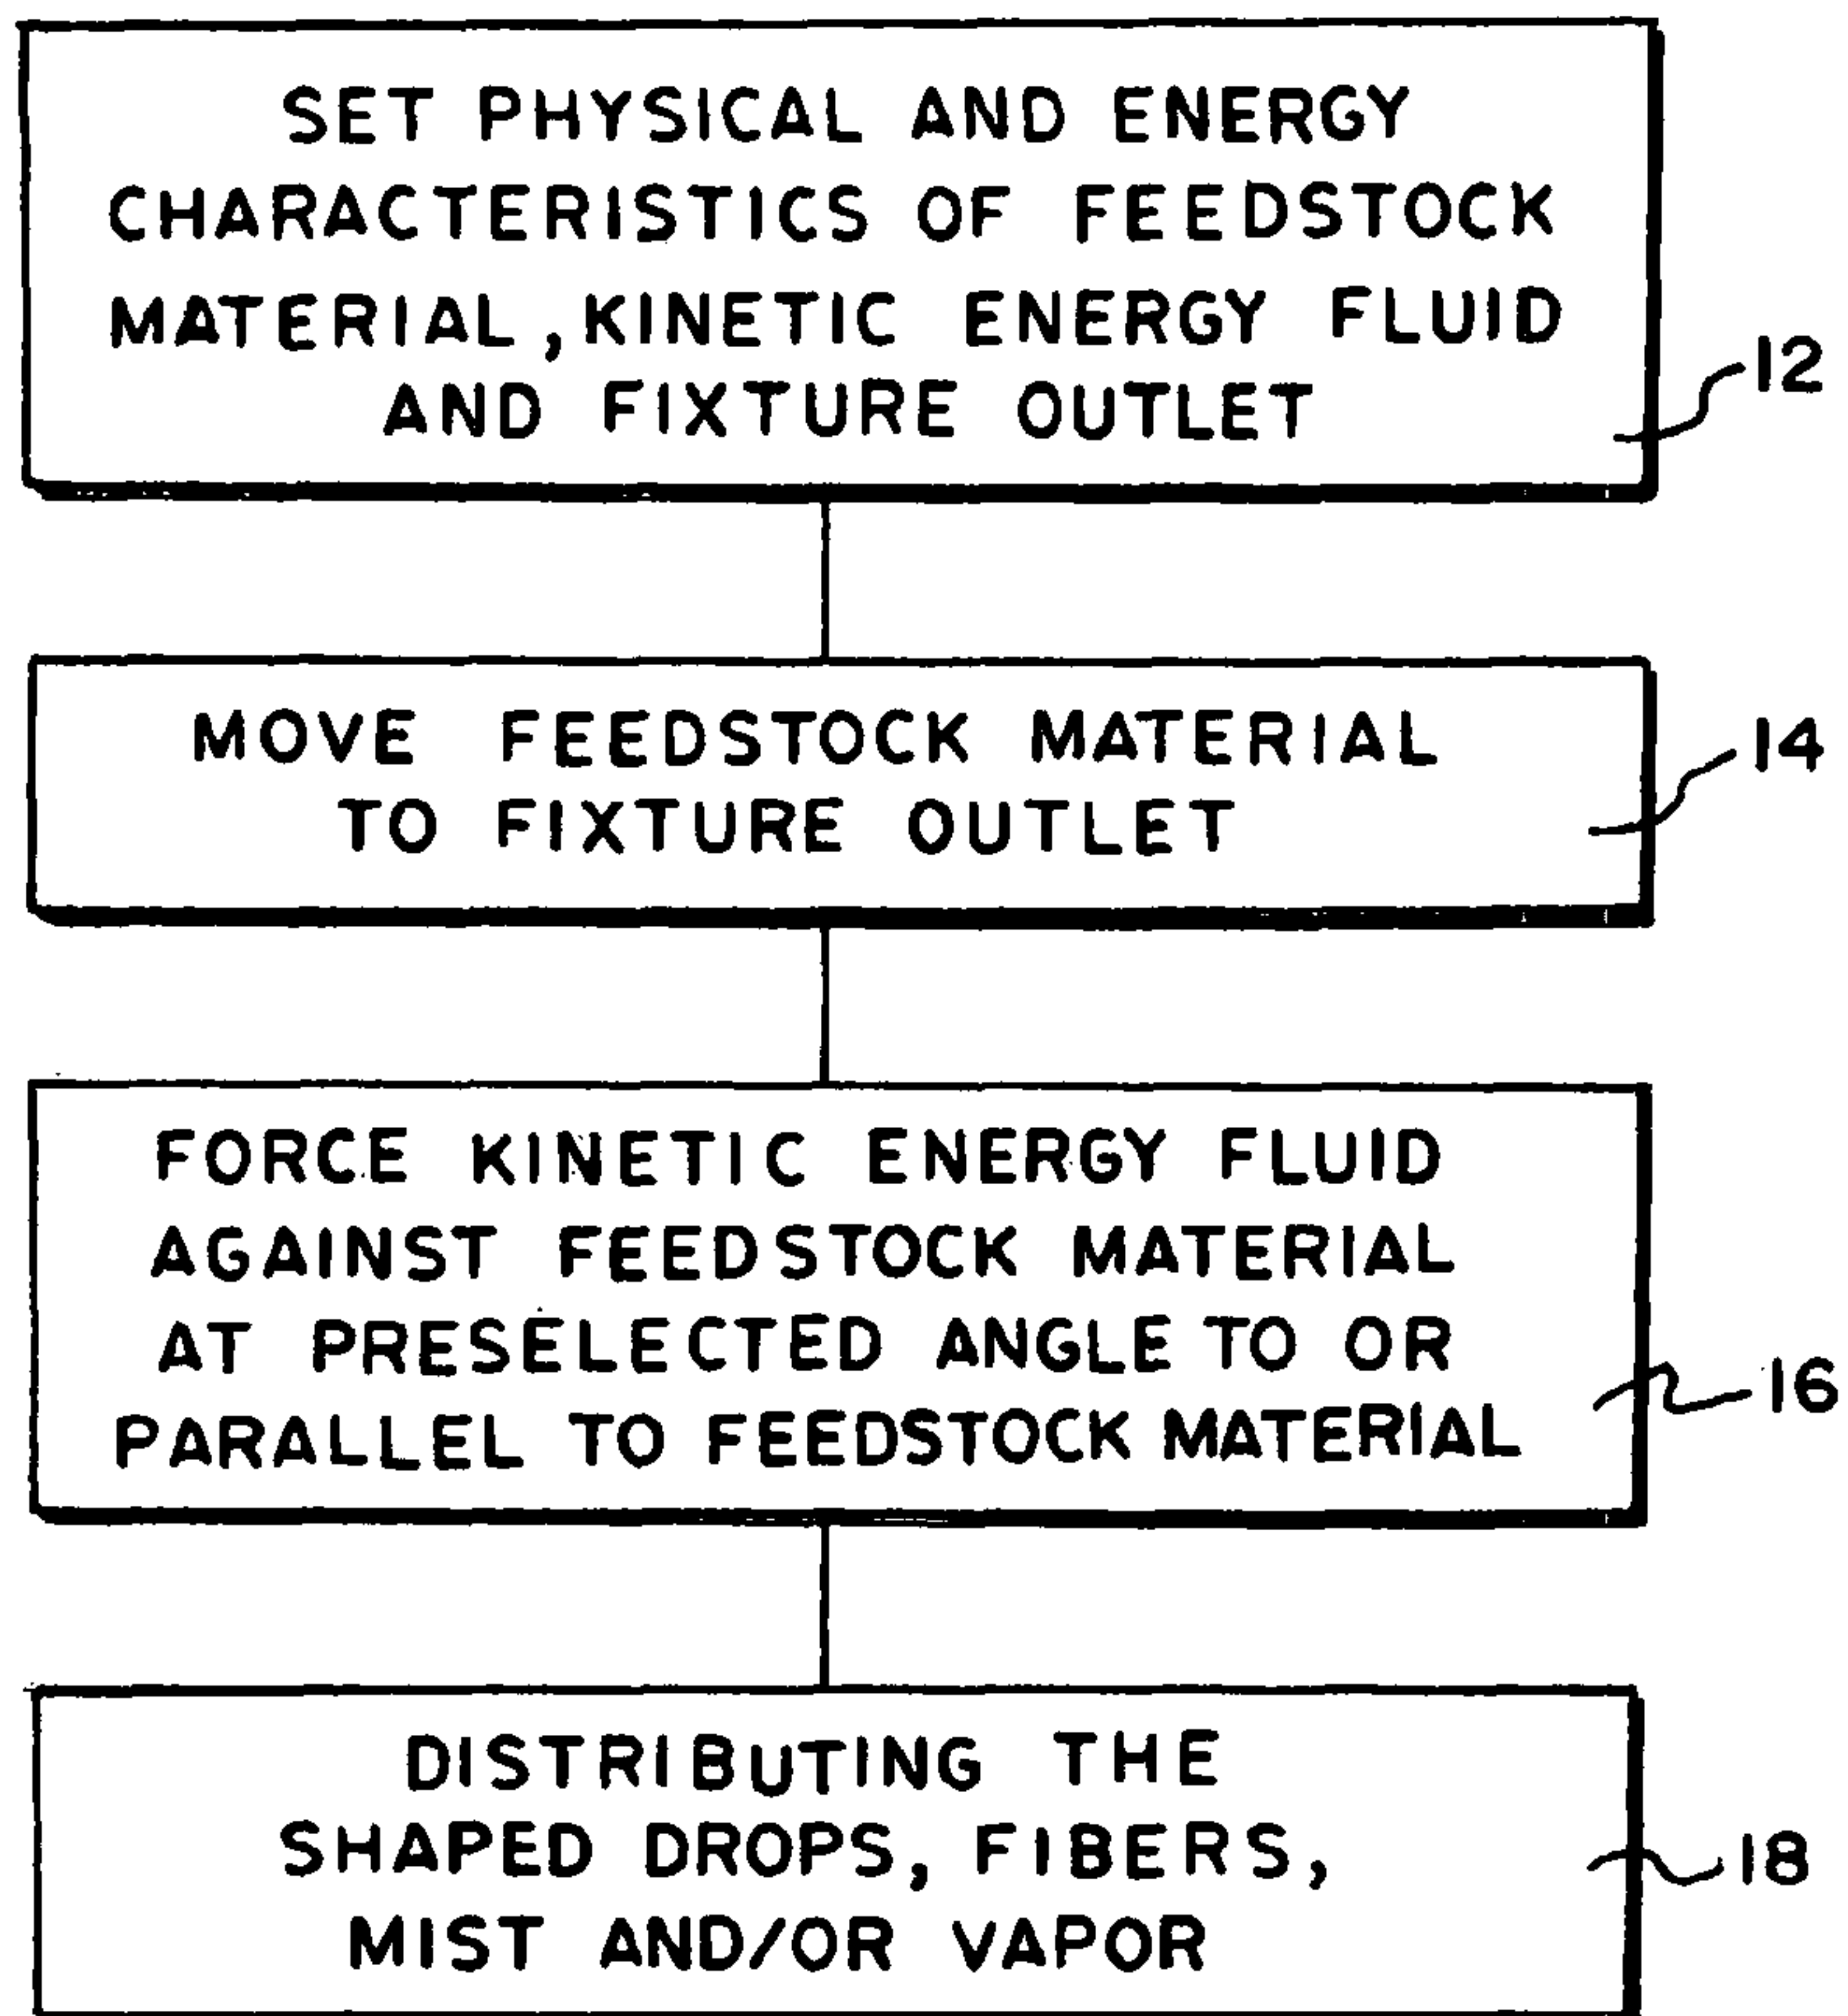 SET PHYSICAL AND ENERGY
CHARACTERISTICS OF FEEDSTOCK
MATERIAL, KINETIC ENERGY FLUID
AND FIXTURE OUTLET
12
MOVE FEEDSTOCK MATERIAL
TO FIXTURE OUTLET
14
FORCE KINETIC ENERGY FLUID
AGAINST FEEDSTOCK MATERIAL
AT PRESELECTED ANGLE TO OR
PARALLEL TO FEEDSTOCK MATERIAL
16
DISTRIBUTING THE
SHAPED DROPS, FIBERS,
MIST AND/OR VAPOR
18